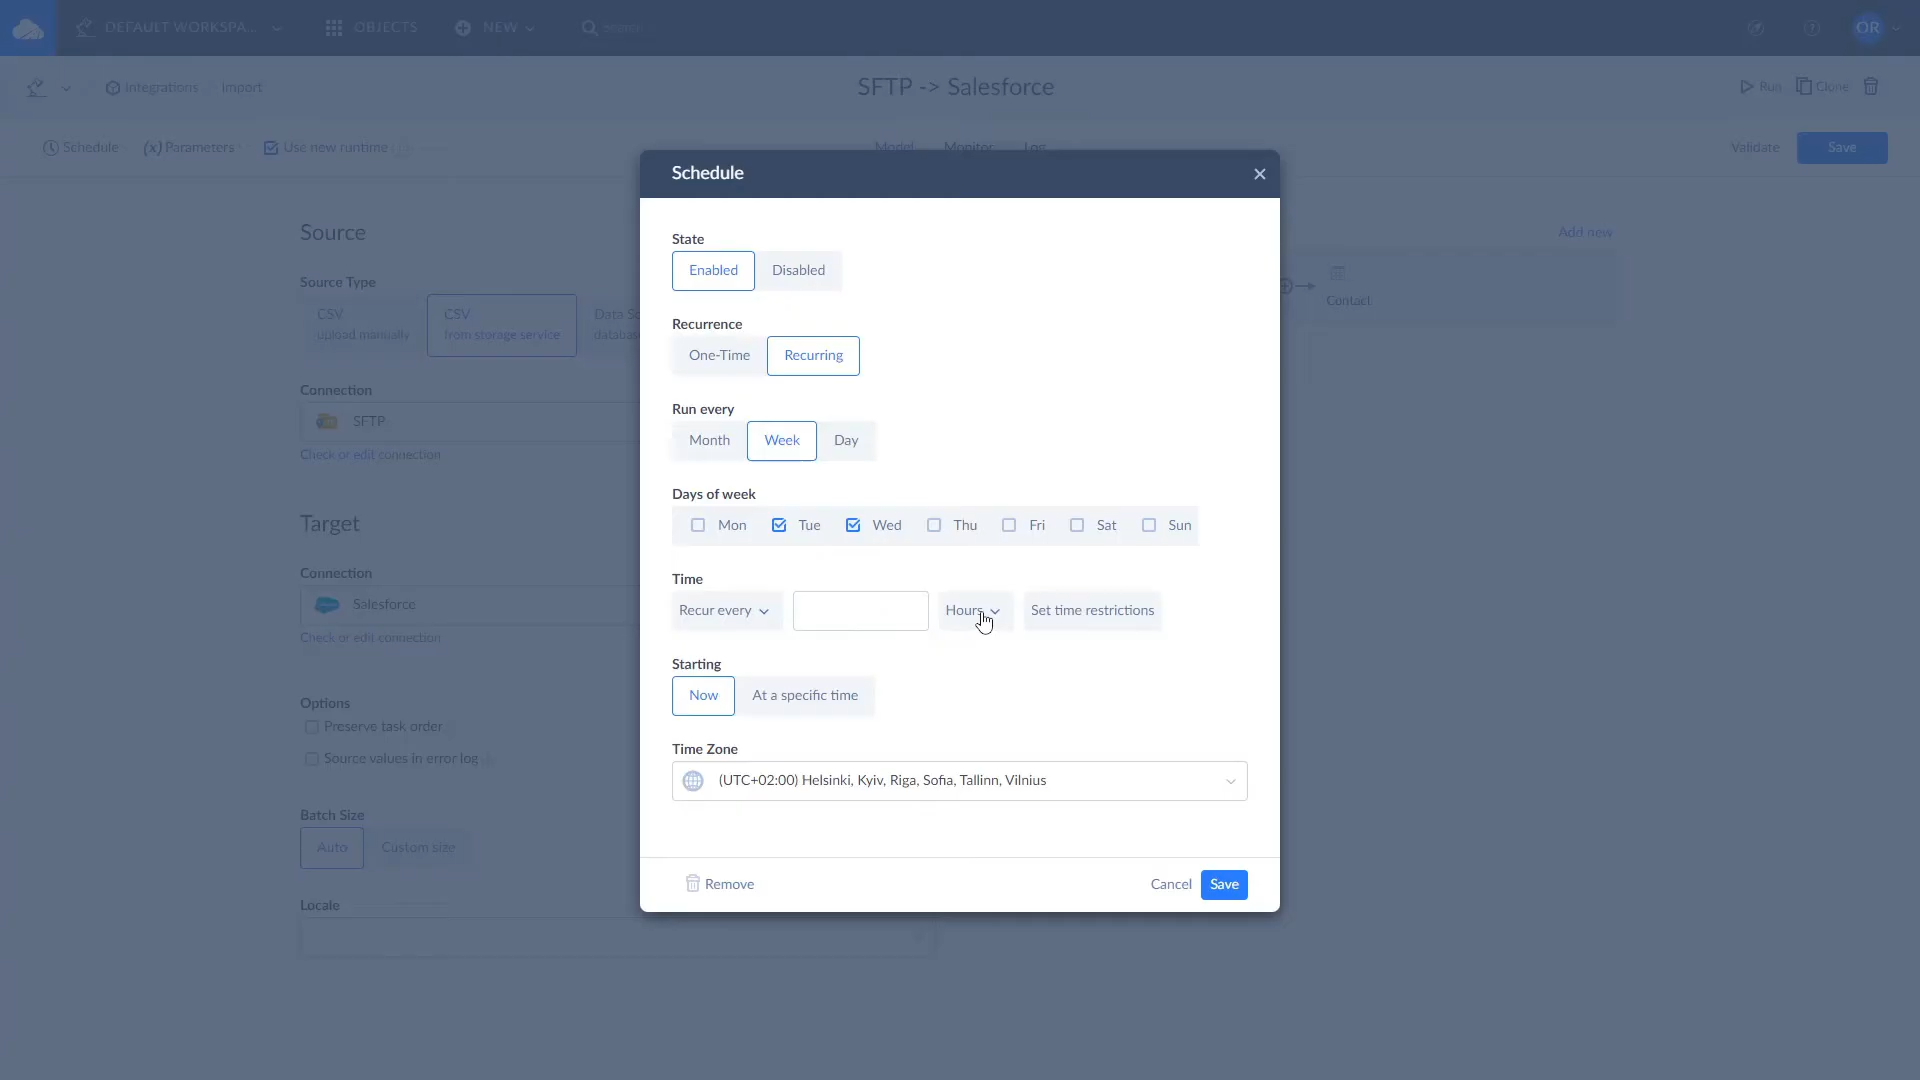 DEFAULT WORKSPA...
OBJECTS
NEW
Search
OR
Integrations
Import
SFTP -> Salesforce
Run
Clone
Schedule
(x) Parameters
Use new runtime
Model
Monitor
Log
Validate
Save
Source
Add new
Source Type
CSV
upload manually
CSV
from storage service
Contact
Connection
SFTP
Check or edit connection
Target
Connection
Salesforce
Check or edit connection
Options
Preserve task order
Source values in error log
Batch Size
Auto
Custom size
Locale
Schedule
State
Enabled
Disabled
Recurrence
One-Time
Recurring
Run every
Month
Week
Day
Days of week
Mon
Tue
Wed
Thu
Fri
Sat
Sun
Time
Recur every
Hours
Set time restrictions
Starting
Now
At a specific time
Time Zone
(UTC+02:00) Helsinki, Kyiv, Riga, Sofia, Tallinn, Vilnius
Remove
Cancel
Save